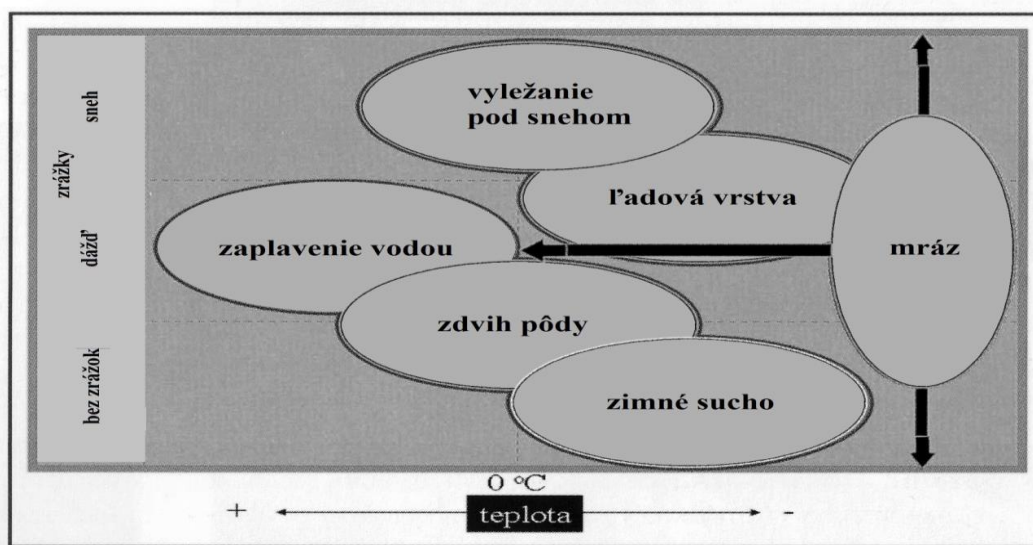 zrážky
sneh
dážď
bez zrážok
vyležanie
pod snehom
ľadová vrstva
zaplavenie vodou
mráz
zdvih pôdy
zimné sucho
0 °C
+
teplota
-